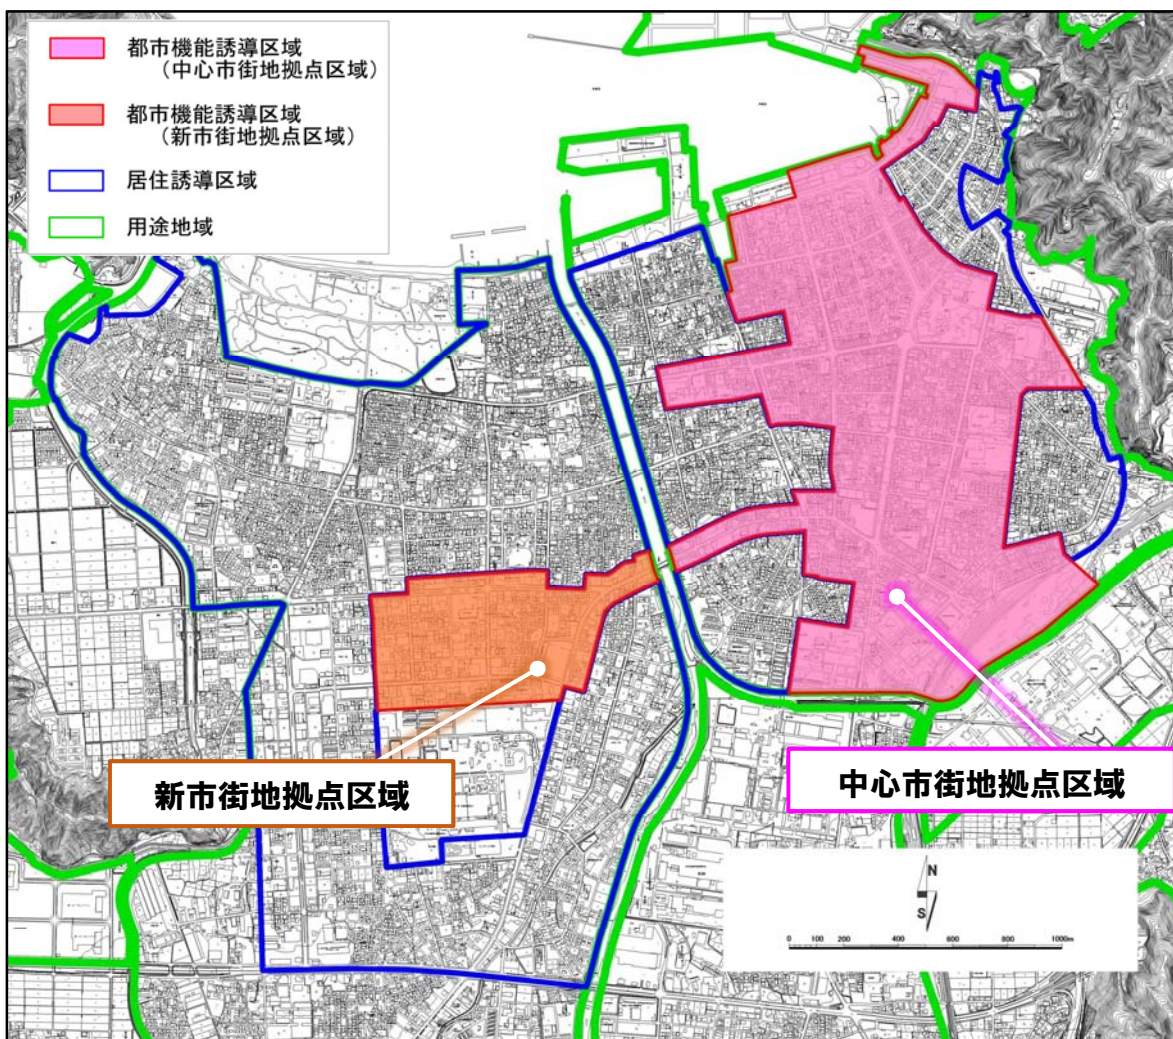 都市機能誘導区域
（中心市街地拠点区域）
都市機能誘導区域
（新市街地拠点区域）
居住誘導区域
用途地域
新市街地拠点区域
中心市街地拠点区域
N
S
0 100 200 400 600 800 1000m